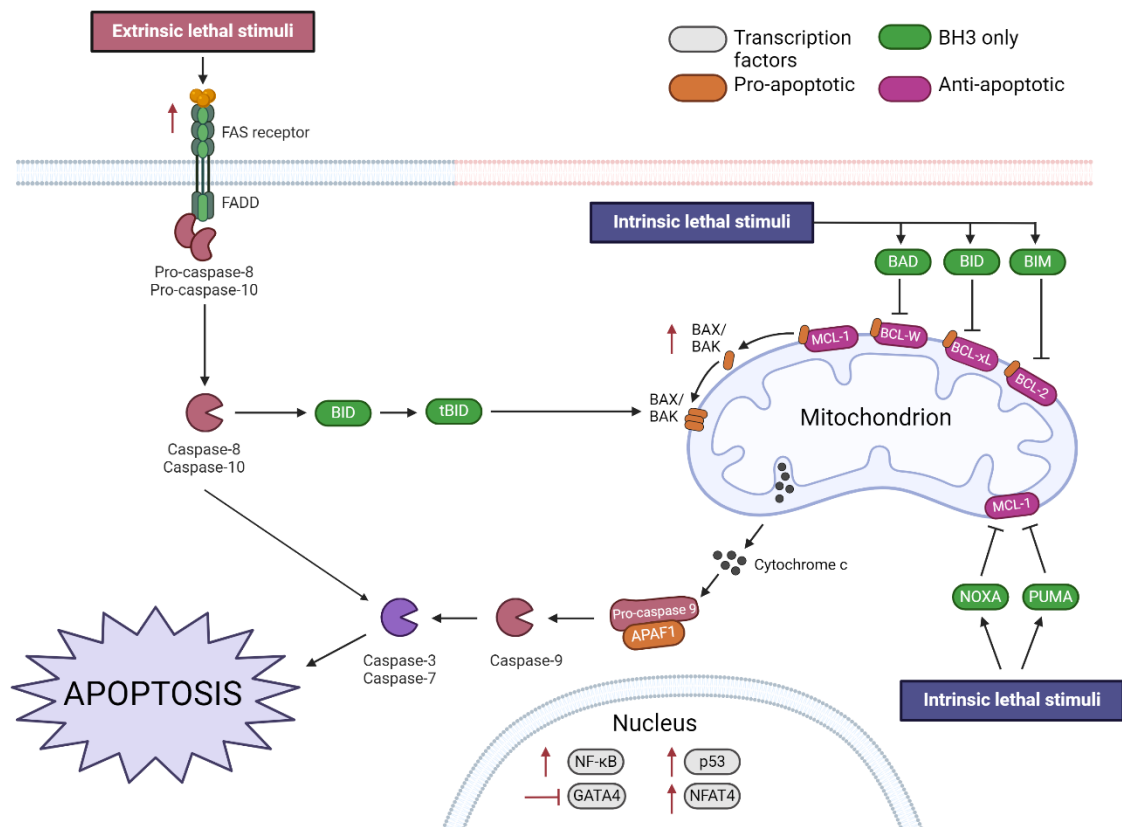 Extrinsic lethal stimuli
Transcription
factors
BH3 only
Pro-apoptotic
Anti-apoptotic
FAS receptor
FADD
Pro-caspase-8
Pro-caspase-10
Intrinsic lethal stimuli
BAD
BID
BIM
BAX/
BAK
MCL-1
BCL-W
BCL-xL
BCL-2
BAX/
BAK
Mitochondrion
BID
tBID
Caspase-8
Caspase-10
MCL-1
Cytochrome c
NOXA
PUMA
Pro-caspase 9
APAF1
Caspase-3
Caspase-7
Caspase-9
APOPTOSIS
Intrinsic lethal stimuli
Nucleus
NF-κB
p53
GATA4
NFAT4